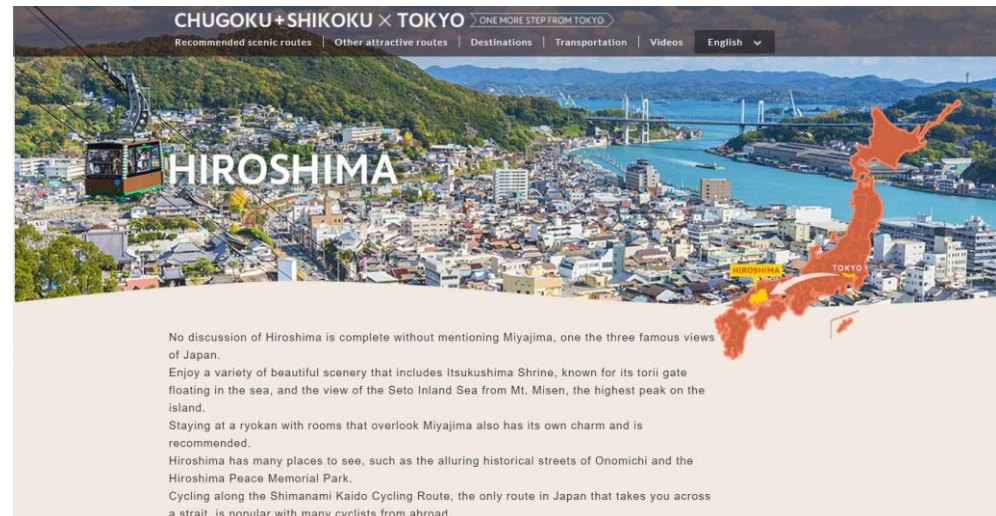 CHUGOKU+SHIKOKU × TOKYO ONE MORE STEP FROM TOKYO
Recommended scenic routes | Other attractive routes | Destinations | Transportation | Videos English
HIROSHIMA
HIROSHIMA
TOKYO
No discussion of Hiroshima is complete without mentioning Miyajima, one the three famous views
of Japan.
Enjoy a variety of beautiful scenery that includes Itsukushima Shrine, known for its torii gate
floating in the sea, and the view of the Seto Inland Sea from Mt. Misen, the highest peak on the
island.
Staying at a ryokan with rooms that overlook Miyajima also has its own charm and is
recommended.
Hiroshima has many places to see, such as the alluring historical streets of Onomichi and the
Hiroshima Peace Memorial Park.
Cycling along the Shimanami Kaido Cycling Route, the only route in Japan that takes you across
a strait, is popular with many cyclists from abroad.